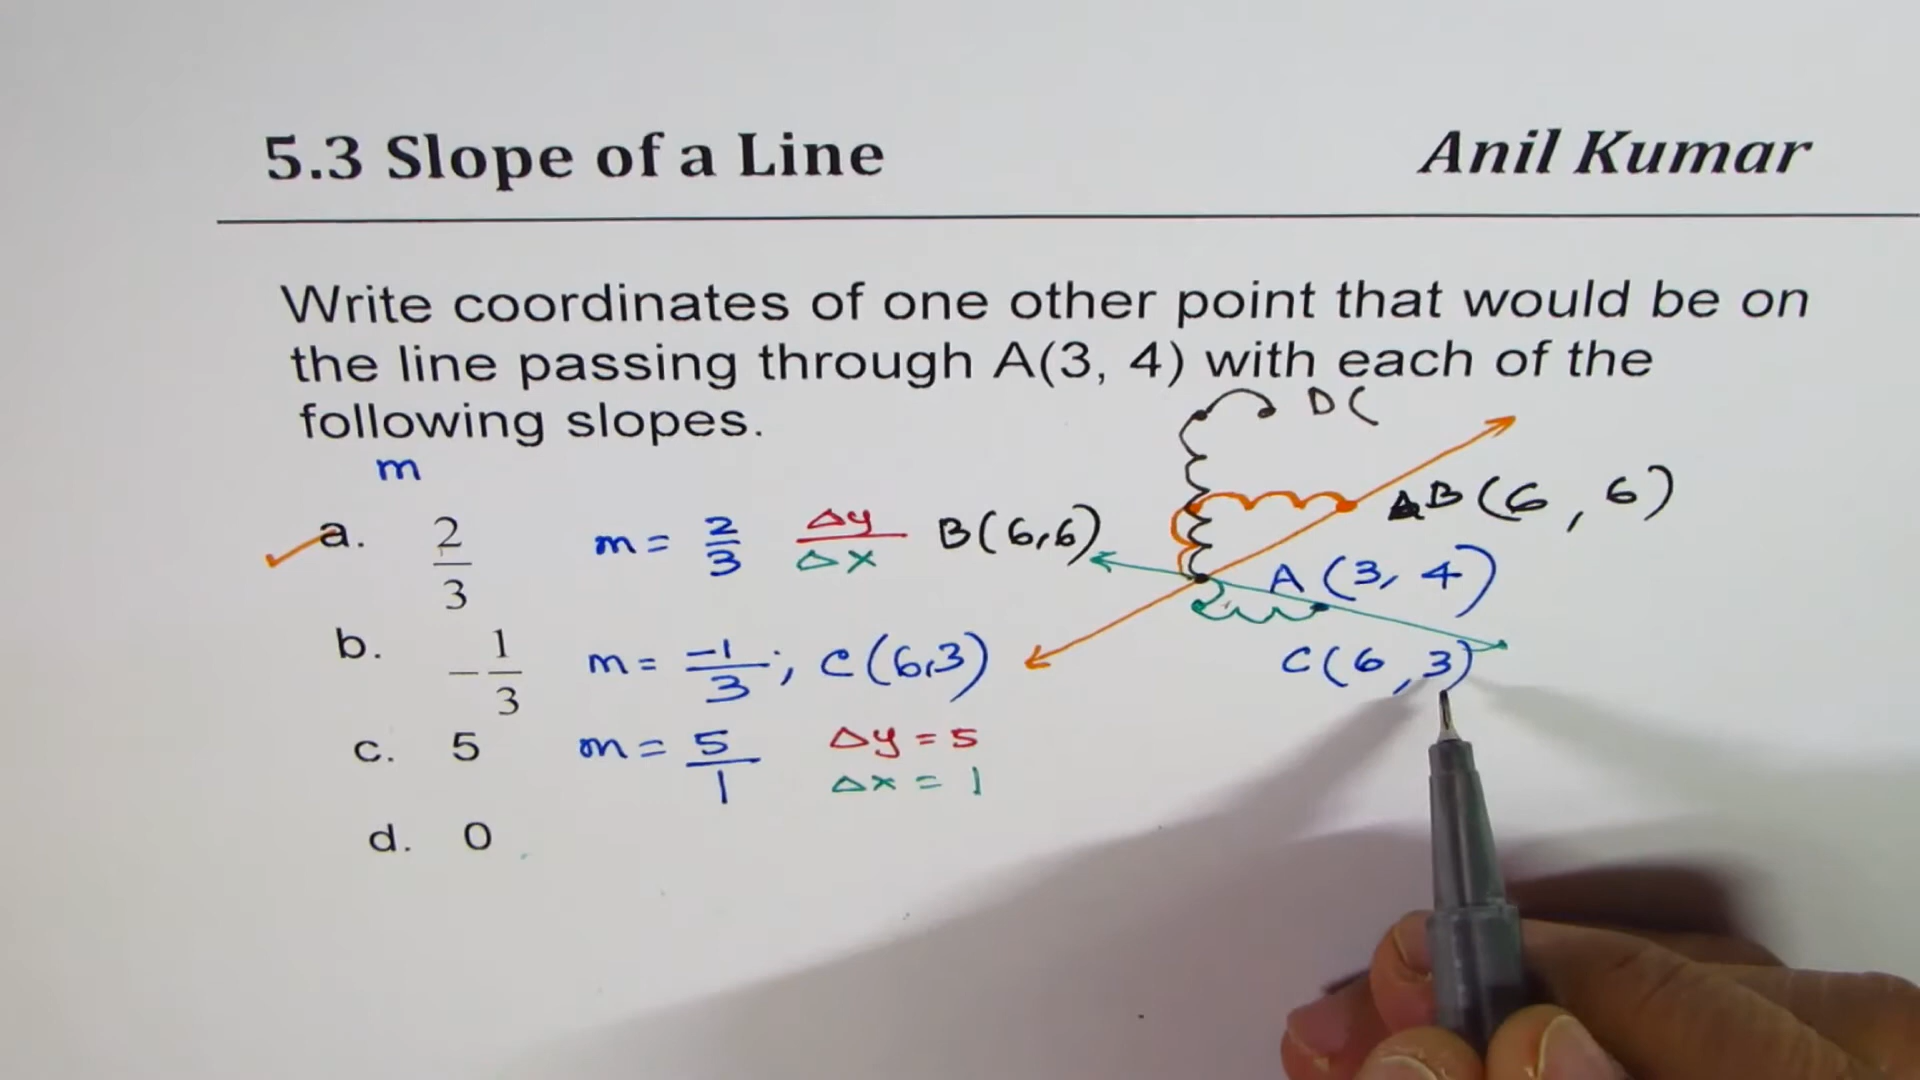 5.3 Slope of a Line Anil Kumar
Write coordinates of one other point that would be on
the line passing through A(3, 4) with each of the
following slopes.
D(
m
B(6, 6)
a. 2/3 m = 2/3 Δy/Δx B(6,6)
A(3, 4)
b. -1/3 m = -1/3 ; C(6,3)
C(6, 3)
c. 5 m = 5/1 Δy = 5
Δx = 1
d. 0